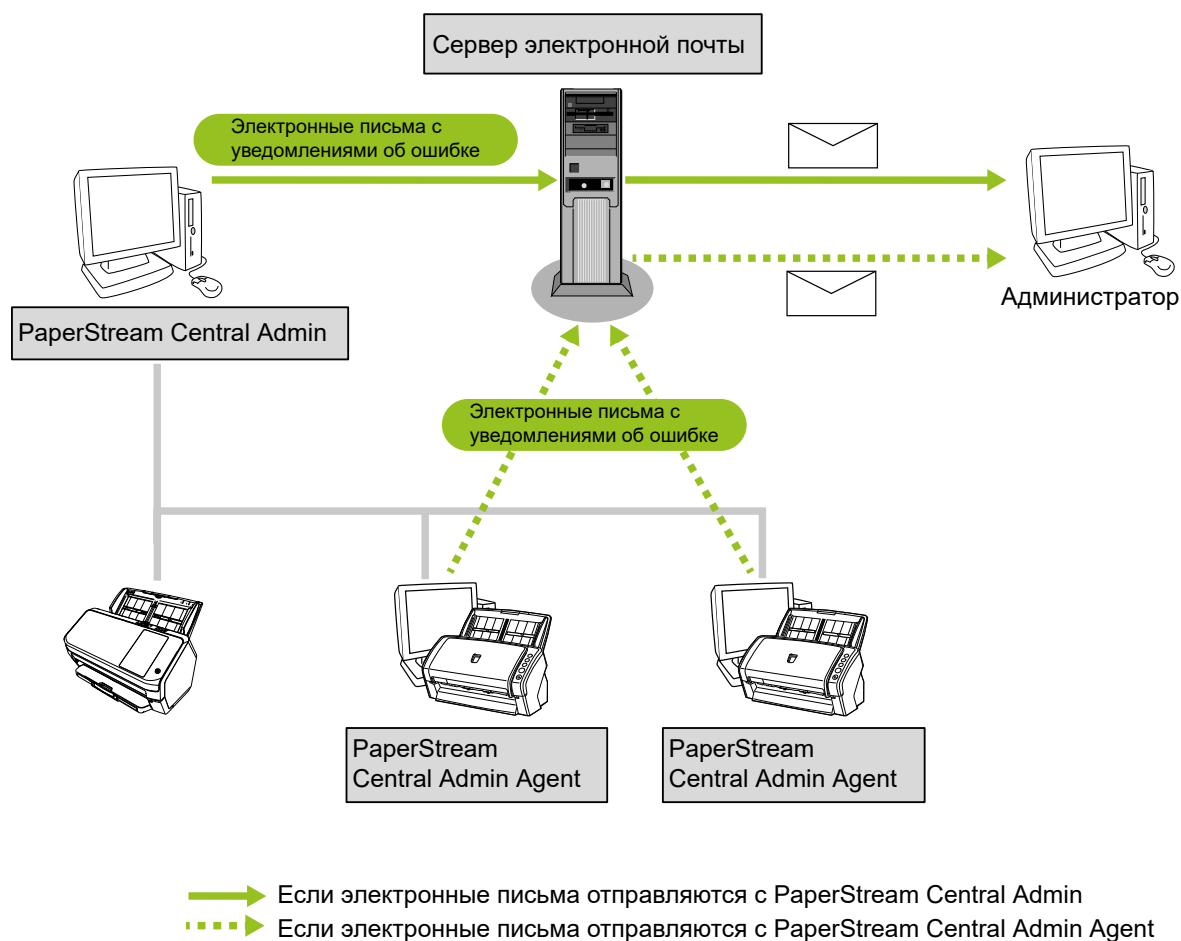 Сервер электронной почты
Электронные письма с
уведомлениями об ошибке
Администратор
PaperStream Central Admin
Электронные письма с
уведомлениями об ошибке
PaperStream
Central Admin Agent
PaperStream
Central Admin Agent
Если электронные письма отправляются с PaperStream Central Admin
Если электронные письма отправляются с PaperStream Central Admin Agent